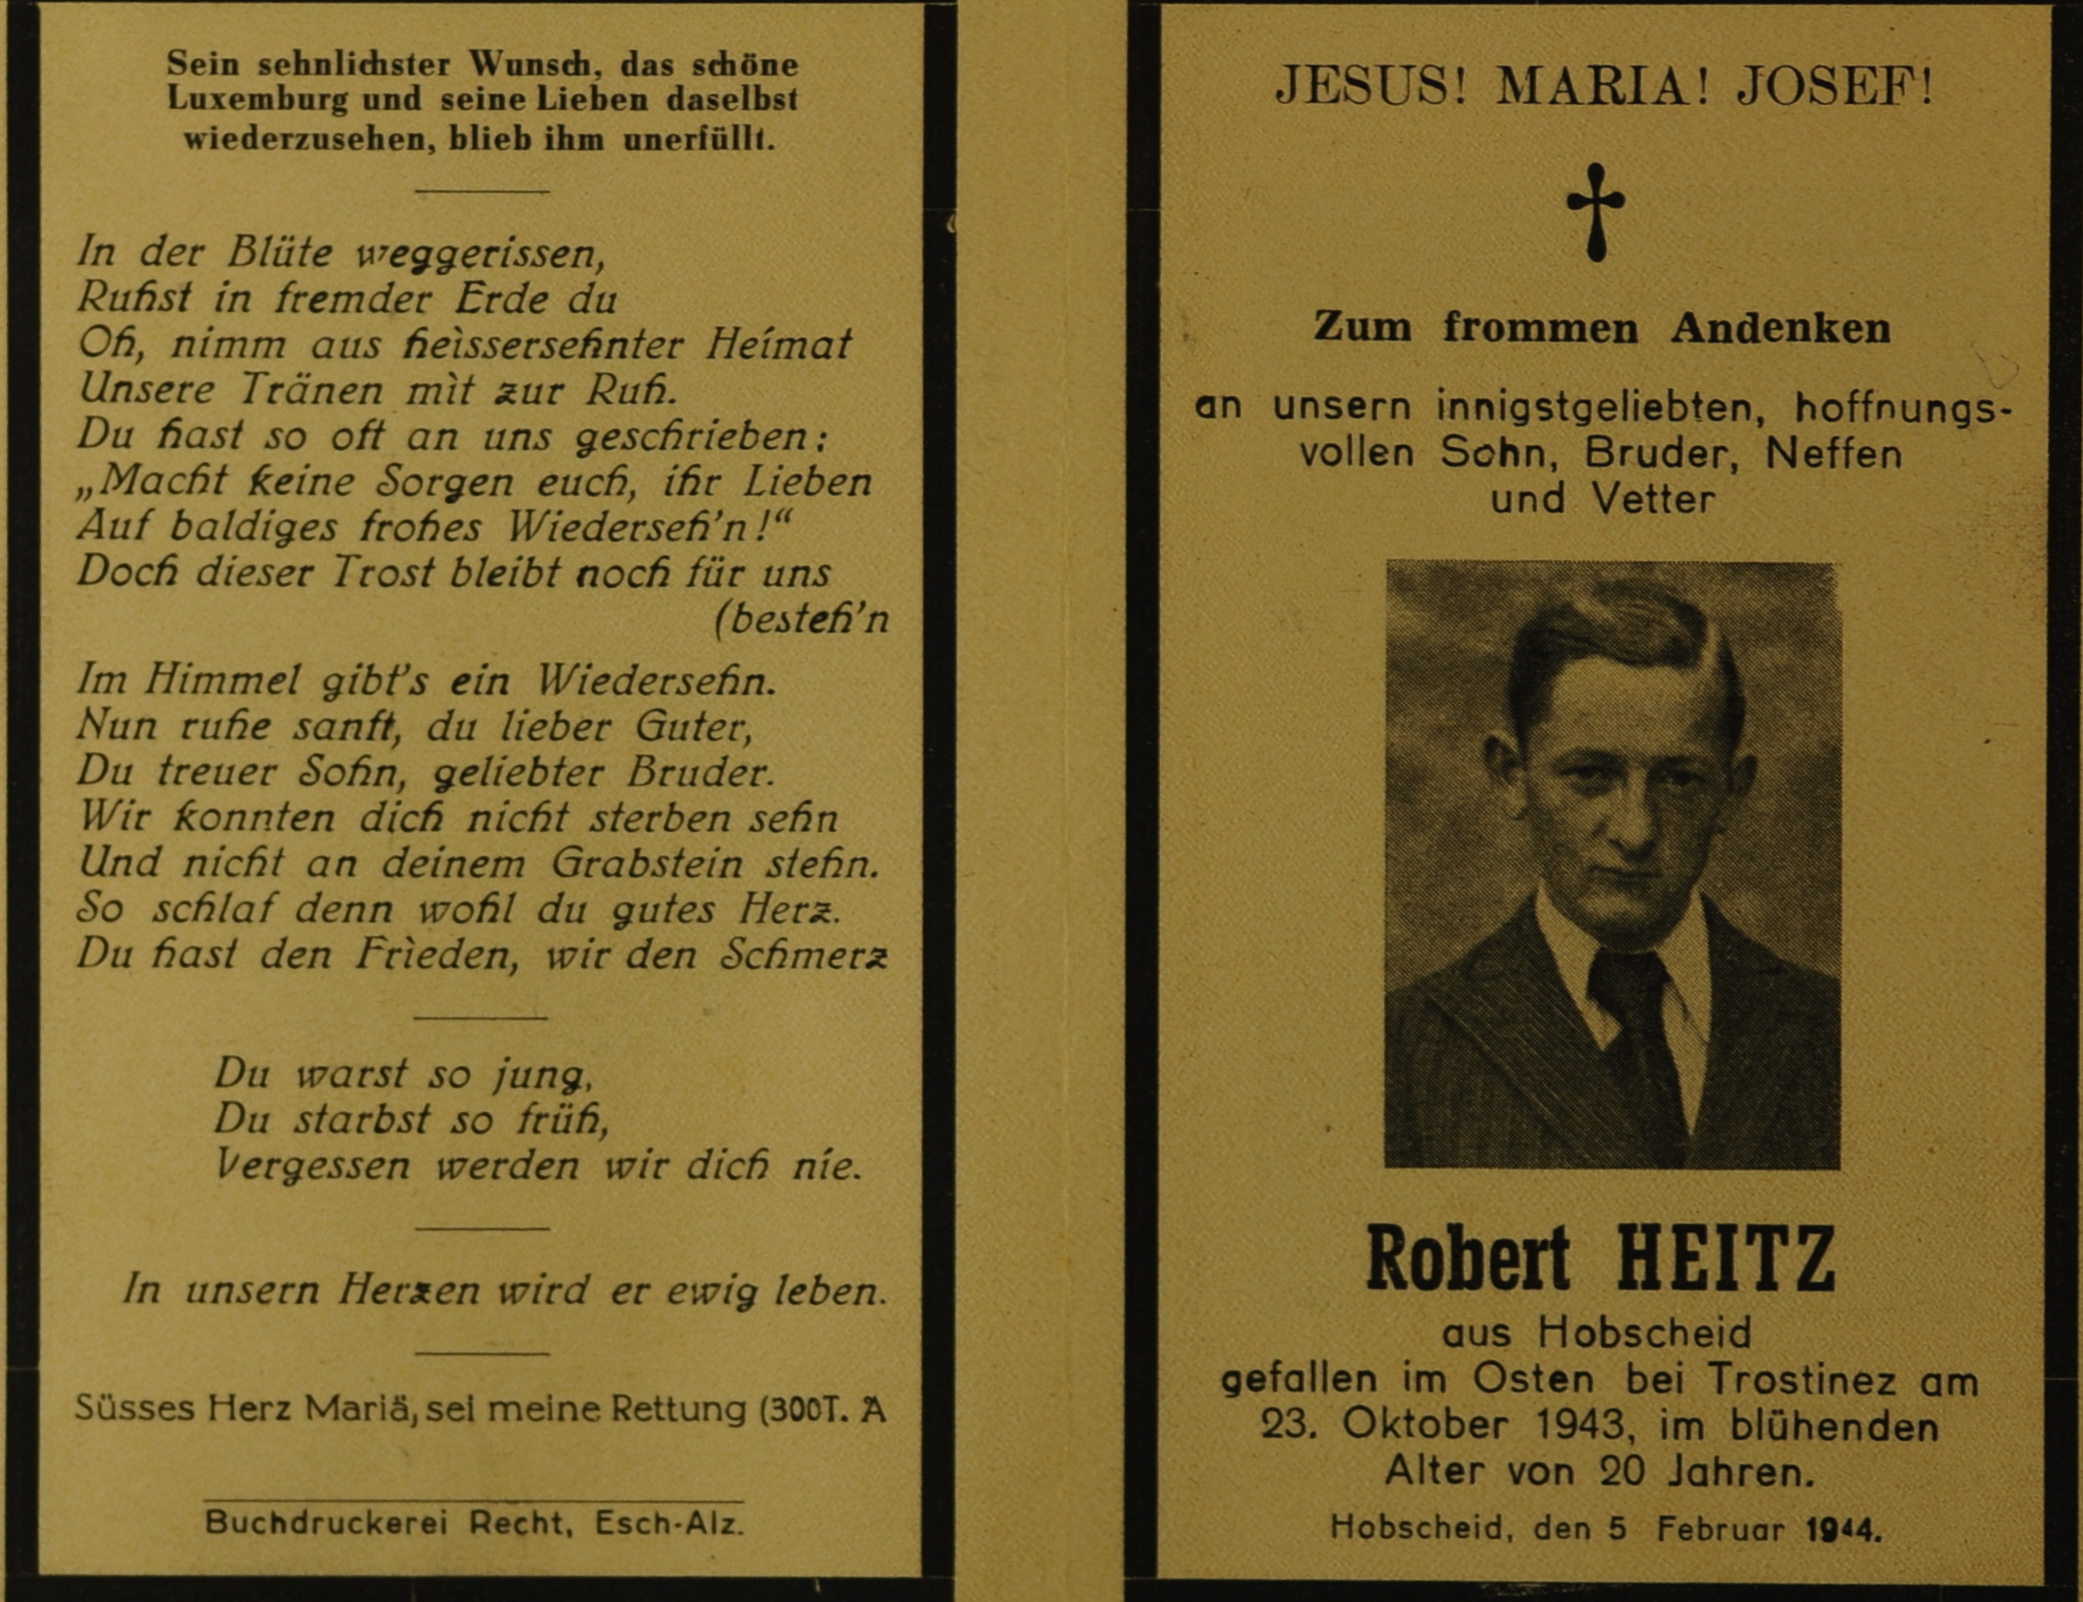 Sein sehnlichster Wunsch, das schöne
Luxemburg und seine Lieben daselbst
wiederzusehen, blieb ihm unerfüllt.
In der Blüte weggerissen,
Ruhst in fremder Erde du
Oh, nimm aus heissersehnter Heimat
Unsere Tränen mit zur Ruh.
Du hast so oft an uns geschrieben:
„Macht keine Sorgen euch, ihr Lieben
Auf baldiges frohes Wiederseh'n!“
Doch dieser Trost bleibt noch für uns
(besteh'n
Im Himmel gibt's ein Wiedersehn.
Nun ruhe sanft, du lieber Guter,
Du treuer Sohn, geliebter Bruder.
Wir konnten dich nicht sterben sehn
Und nicht an deinem Grabstein stehn.
So schlaf denn wohl du gutes Herz.
Du hast den Frieden, wir den Schmerz
Du warst so jung,
Du starbst so früh,
Vergessen werden wir dich nie.
In unsern Herzen wird er ewig leben.
Süsses Herz Mariä, sei meine Rettung (300T. A
Buchdruckerei Recht, Esch-Alz.
JESUS! MARIA! JOSEF!
Zum frommen Andenken
an unsern innigstgeliebten, hoffnungs-
vollen Sohn, Bruder, Neffen
und Vetter
Robert HEITZ
aus Hobscheid
gefallen im Osten bei Trostinez am
23. Oktober 1943, im blühenden
Alter von 20 Jahren.
Hobscheid, den 5 Februar 1944.